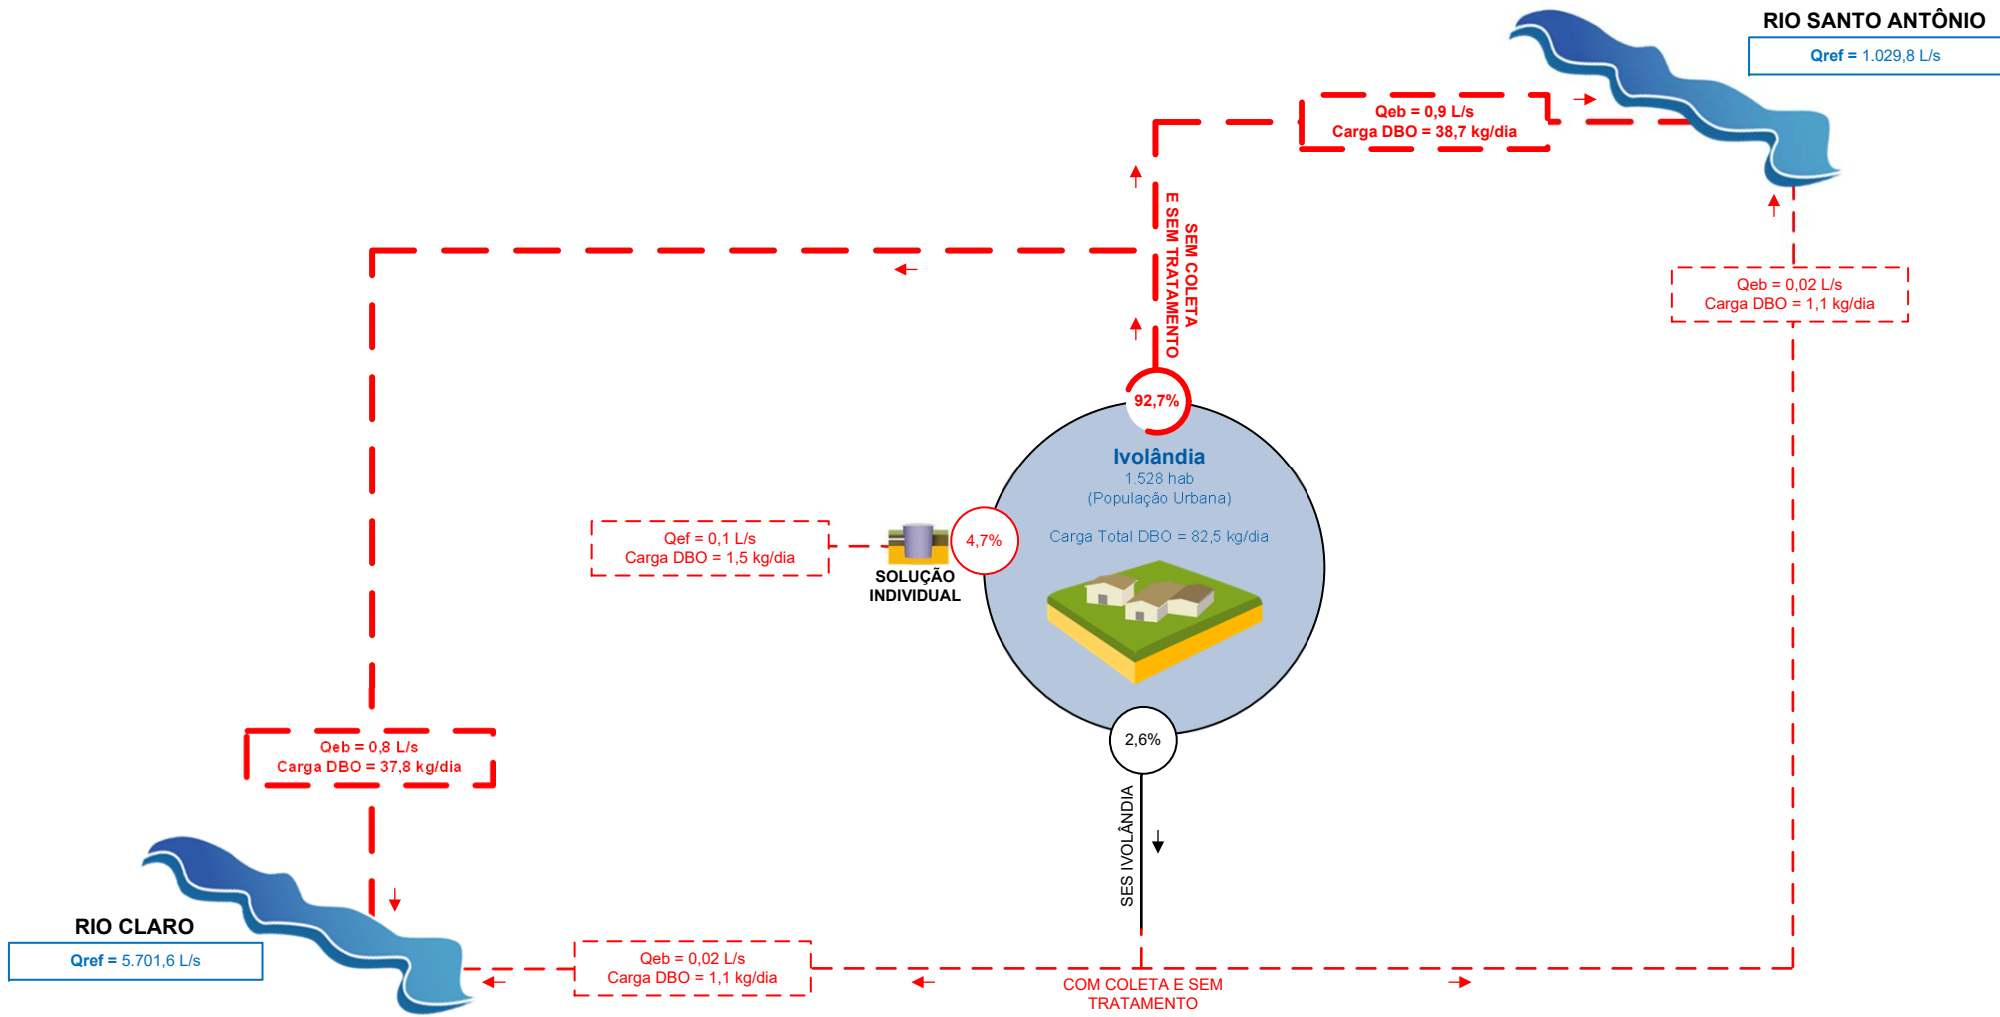 RIO SANTO ANTÔNIO
Qref = 1.029,8 L/s
Qeb = 0,9 L/s
Carga DBO = 38,7 kg/dia
SEM COLETA
E SEM TRATAMENTO
Qeb = 0,02 L/s
Carga DBO = 1,1 kg/dia
92,7%
Ivolândia
1.528 hab
(População Urbana)
Carga Total DBO = 82,5 kg/dia
4,7%
SOLUÇÃO
INDIVIDUAL
Qef = 0,1 L/s
Carga DBO = 1,5 kg/dia
2,6%
SES IVOLÂNDIA
Qeb = 0,8 L/s
Carga DBO = 37,8 kg/dia
RIO CLARO
Qref = 5.701,6 L/s
Qeb = 0,02 L/s
Carga DBO = 1,1 kg/dia
COM COLETA E SEM
TRATAMENTO